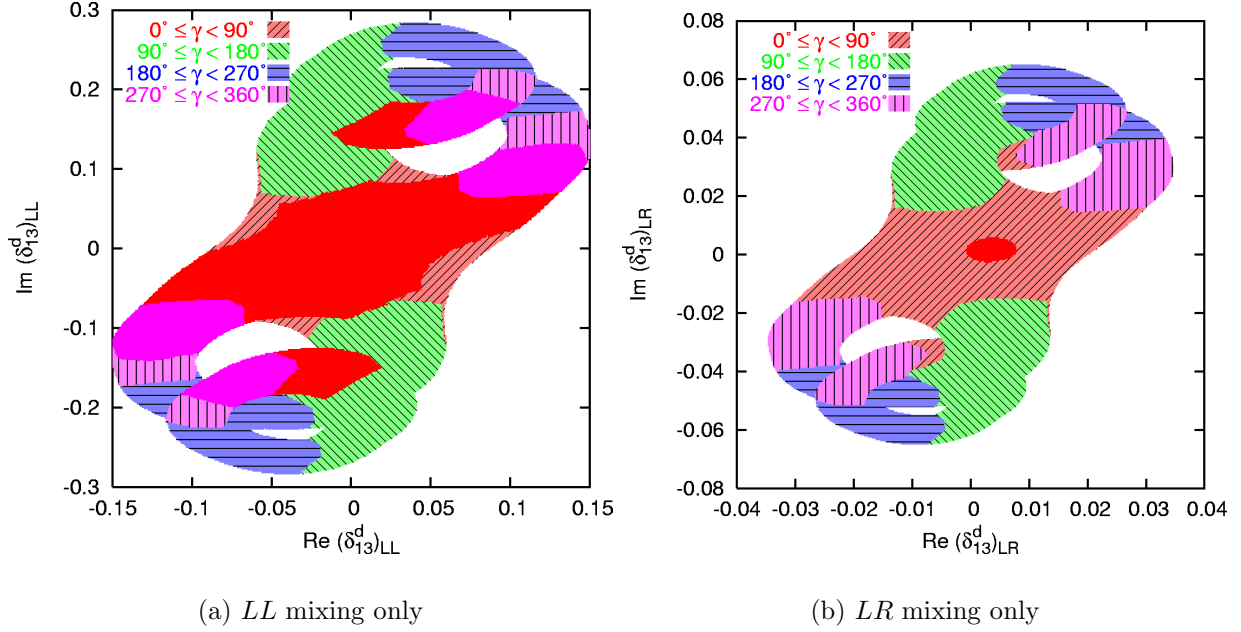 0° ≤ γ < 90°
90° ≤ γ < 180°
180° ≤ γ < 270°
270° ≤ γ < 360°
0.3
0.2
0.1
0
-0.1
-0.2
-0.3
Im (δ^d_13)_LL
-0.15 -0.1 -0.05 0 0.05 0.1 0.15
Re (δ^d_13)_LL
(a) LL mixing only
0° ≤ γ < 90°
90° ≤ γ < 180°
180° ≤ γ < 270°
270° ≤ γ < 360°
0.08
0.06
0.04
0.02
0
-0.02
-0.04
-0.06
-0.08
Im (δ^d_13)_LR
-0.04 -0.03 -0.02 -0.01 0 0.01 0.02 0.03 0.04
Re (δ^d_13)_LR
(b) LR mixing only